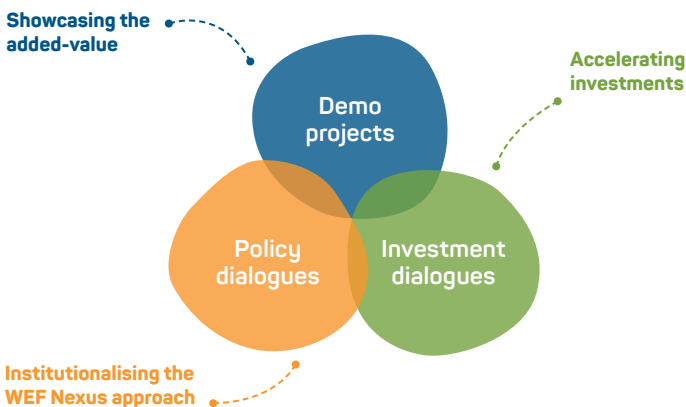 Showcasing the
added-value
Accelerating
investments
Demo
projects
Policy
dialogues
Investment
dialogues
Institutionalising the
WEF Nexus approach